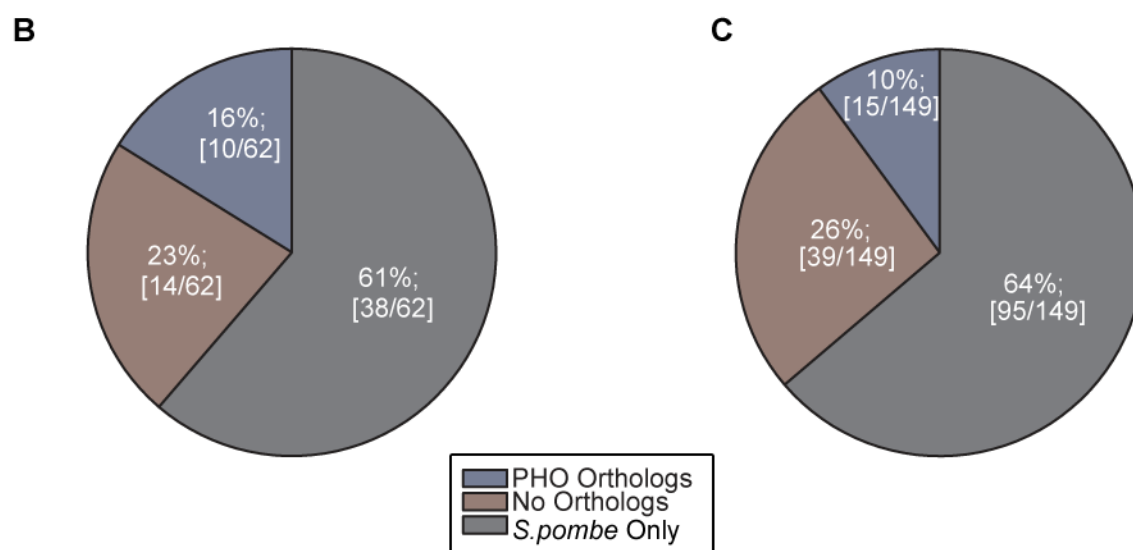 B
16%;
[10/62]
23%;
[14/62]
61%;
[38/62]
C
10%;
[15/149]
26%;
[39/149]
64%;
[95/149]
PHO Orthologs
No Orthologs
S.pombe Only